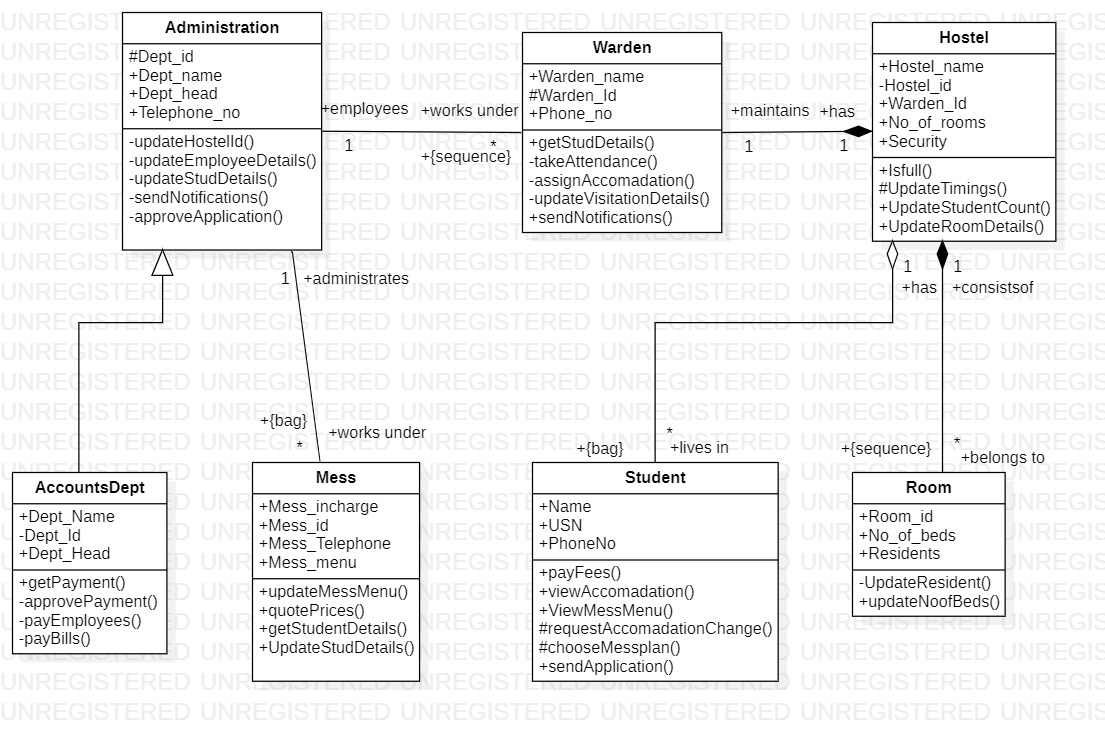 Administration
#Dept_id
+Dept_name
+Dept_head
+Telephone_no
-updateHostelId()
-updateEmployeeDetails()
-updateStudDetails()
-sendNotifications()
-approveApplication()
+employees
1
+works under
*
+{sequence}
Warden
+Warden_name
#Warden_Id
+Phone_no
+getStudDetails()
-takeAttendance()
-assignAccomadation()
-updateVisitationDetails()
+sendNotifications()
+maintains
1
+has
1
Hostel
+Hostel_name
-Hostel_id
+Warden_Id
+No_of_rooms
+Security
+Isfull()
#UpdateTimings()
+UpdateStudentCount()
+UpdateRoomDetails()
1
+administrates
1
+has
1
+consistsof
+{bag}
*
+works under
+{bag}
*
+lives in
+{sequence}
*
+belongs to
AccountsDept
+Dept_Name
-Dept_Id
+Dept_Head
+getPayment()
-approvePayment()
-payEmployees()
-payBills()
Mess
+Mess_incharge
+Mess_id
+Mess_Telephone
+Mess_menu
+updateMessMenu()
+quotePrices()
+getStudentDetails()
+UpdateStudDetails()
Student
+Name
+USN
+PhoneNo
+payFees()
+viewAccomadation()
+ViewMessMenu()
#requestAccomadationChange()
#chooseMessplan()
+sendApplication()
Room
+Room_id
+No_of_beds
+Residents
-UpdateResident()
+updateNoofBeds()
UNREGISTERED